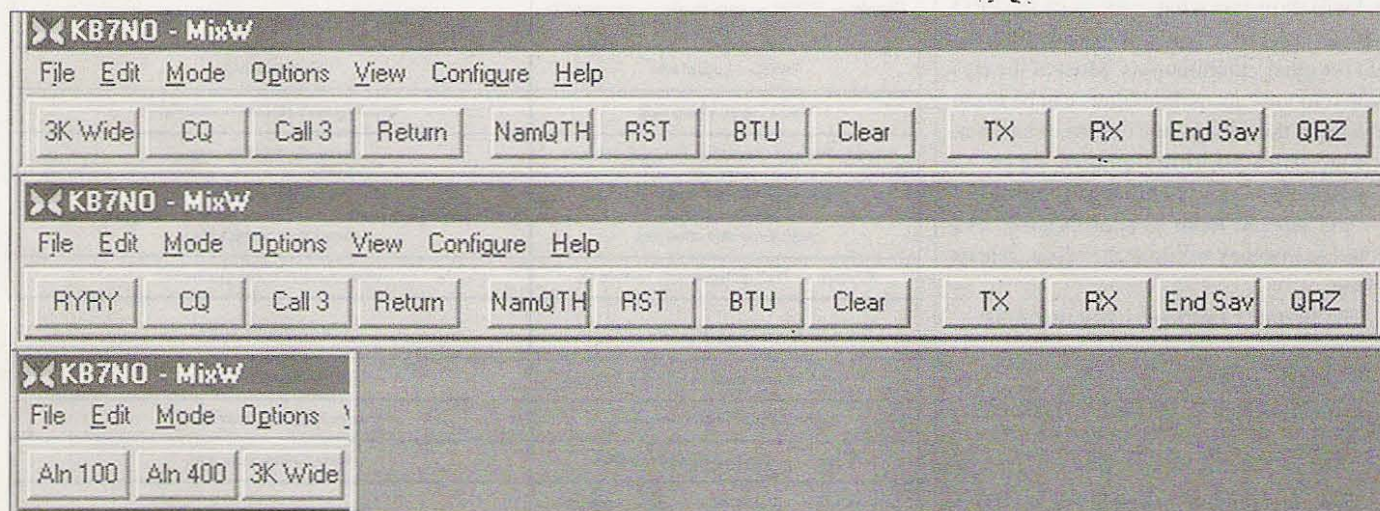 KB7NO - MixW
File Edit Mode Options View Configure Help
3K Wide CQ Call 3 Return NamQTH RST BTU Clear TX RX End Sav QRZ
KB7NO - MixW
File Edit Mode Options View Configure Help
RYRY CQ Call 3 Return NamQTH RST BTU Clear TX RX End Sav QRZ
KB7NO - MixW
File Edit Mode Options
Aln 100 Aln 400 3K Wide